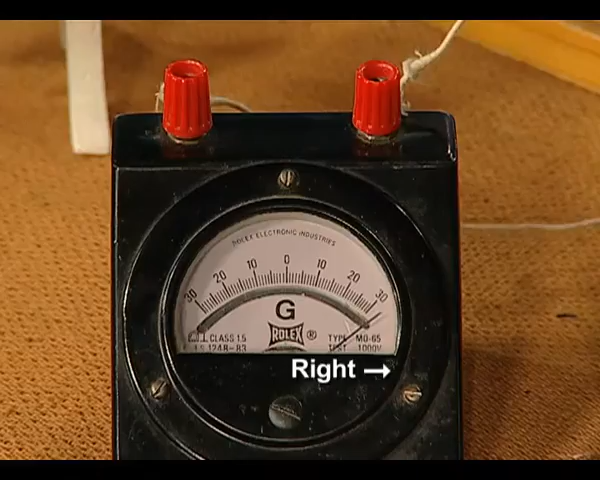 ROLEX ELECTRONIC INDUSTRIES
30 20 10 0 10 20 30
G
CLASS 1.5
ROLEX ®
TYPE MG-65
TEST 1000V
Right →